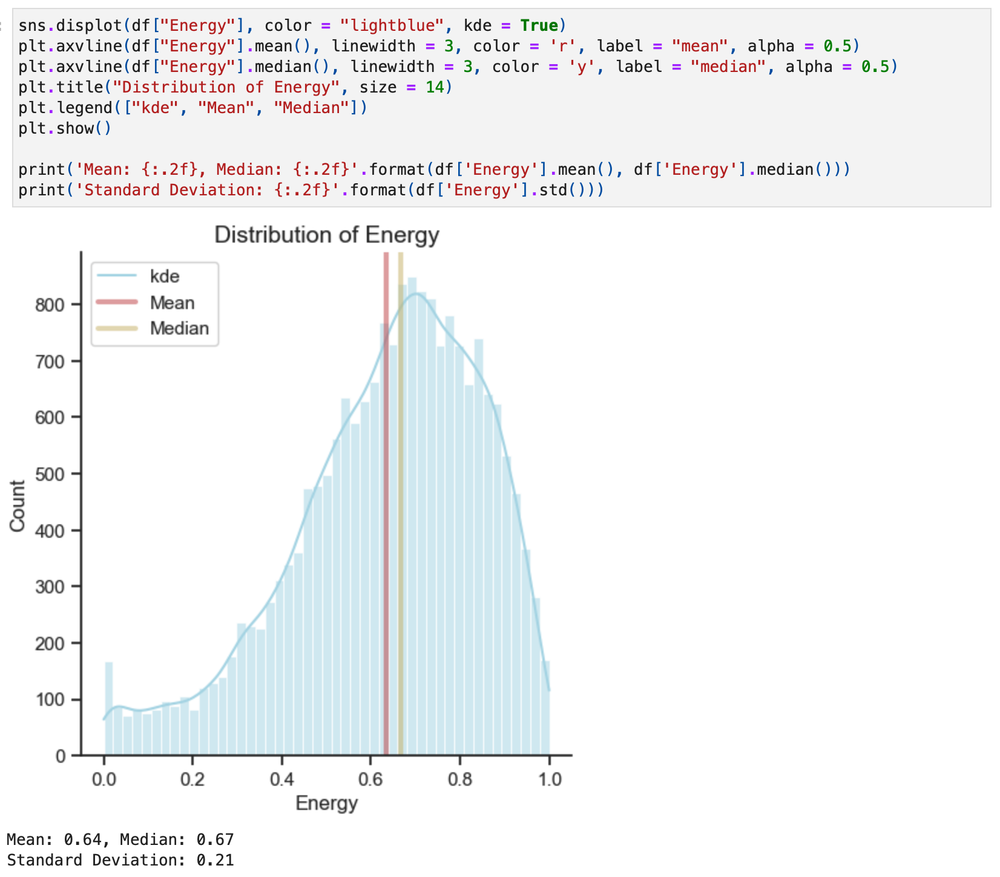 sns.displot(df["Energy"], color = "lightblue", kde = True)
plt.axvline(df["Energy"].mean(), linewidth = 3, color = 'r', label = "mean", alpha = 0.5)
plt.axvline(df["Energy"].median(), linewidth = 3, color = 'y', label = "median", alpha = 0.5)
plt.title("Distribution of Energy", size = 14)
plt.legend(["kde", "Mean", "Median"])
plt.show()
print('Mean: {:.2f}, Median: {:.2f}'.format(df['Energy'].mean(), df['Energy'].median()))
print('Standard Deviation: {:.2f}'.format(df['Energy'].std()))
Distribution of Energy
kde
Mean
Median
800
700
600
500
400
300
200
100
0
Count
0.0 0.2 0.4 0.6 0.8 1.0
Energy
Mean: 0.64, Median: 0.67
Standard Deviation: 0.21